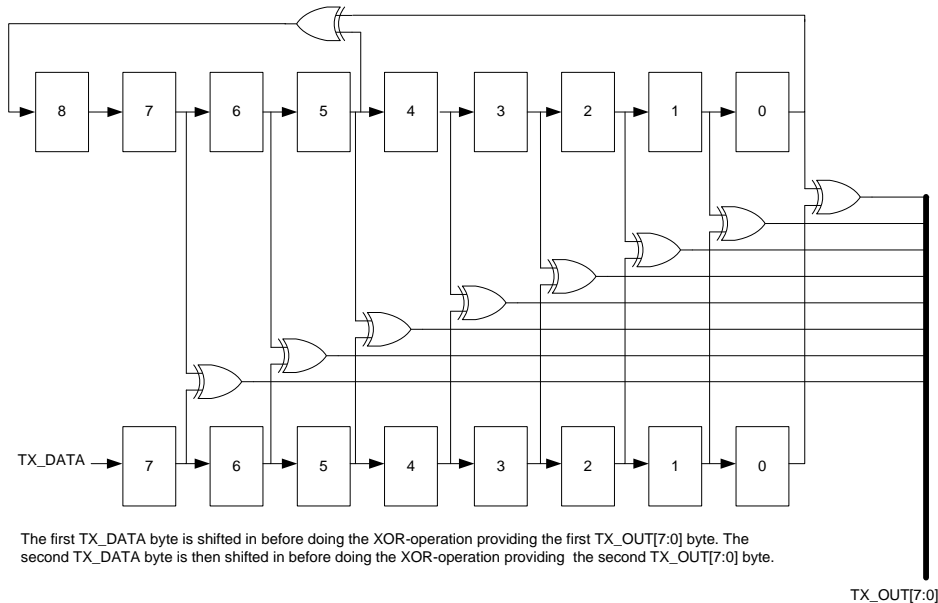 8 7 6 5 4 3 2 1 0
TX_DATA 7 6 5 4 3 2 1 0
The first TX_DATA byte is shifted in before doing the XOR-operation providing the first TX_OUT[7:0] byte. The
second TX_DATA byte is then shifted in before doing the XOR-operation providing the second TX_OUT[7:0] byte.
TX_OUT[7:0]